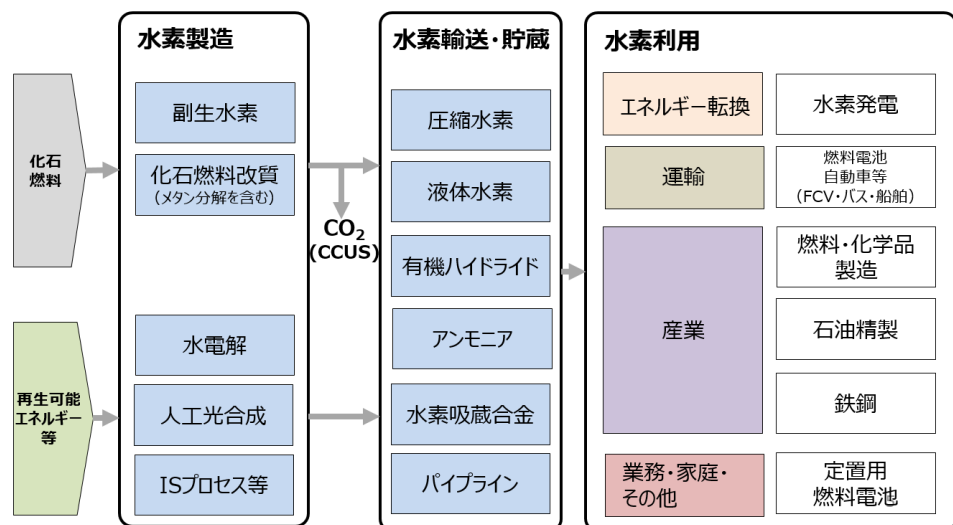 化石
燃料
再生可能
エネルギー
等
水素製造
副生水素
化石燃料改質
（メタン分解を含む）
水電解
人工光合成
ISプロセス等
CO₂
(CCUS)
水素輸送・貯蔵
圧縮水素
液体水素
有機ハイドライド
アンモニア
水素吸蔵合金
パイプライン
水素利用
エネルギー転換
水素発電
運輸
燃料電池
自動車等
（FCV・バス・船舶）
産業
燃料・化学品
製造
石油精製
鉄鋼
業務・家庭・
その他
定置用
燃料電池